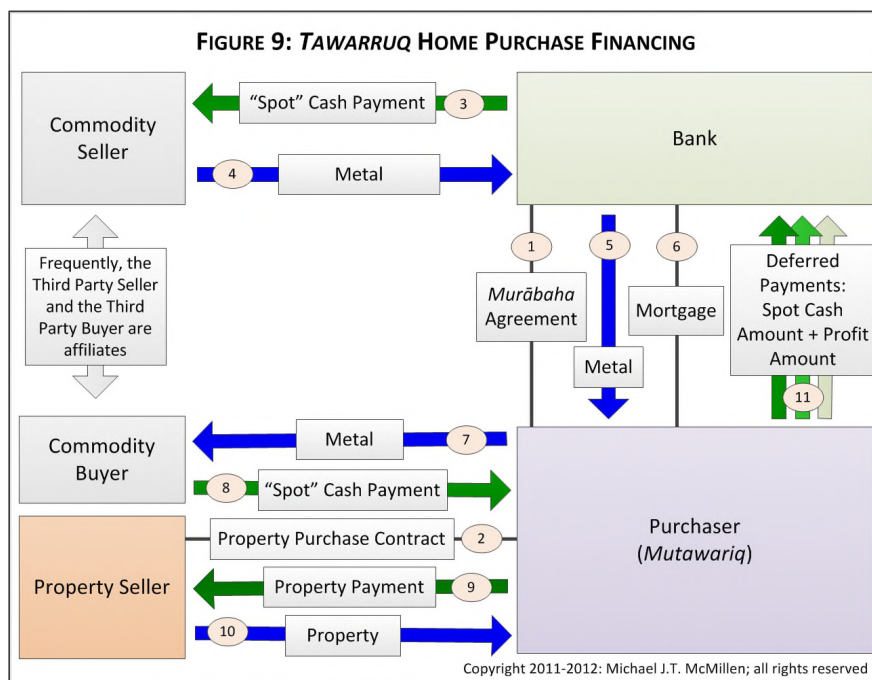 FIGURE 9: TAWARRUQ HOME PURCHASE FINANCING
Commodity
Seller
“Spot” Cash Payment
3
4
Metal
Bank
Frequently, the
Third Party Seller
and the Third
Party Buyer are
affiliates
1
Murābaha
Agreement
5
Metal
6
Mortgage
Deferred
Payments:
Spot Cash
Amount + Profit
Amount
11
Commodity
Buyer
Metal
7
8
“Spot” Cash Payment
Property Purchase Contract
2
Property Seller
Property Payment
9
10
Property
Purchaser
(Mutawariq)
Copyright 2011-2012: Michael J.T. McMillen; all rights reserved